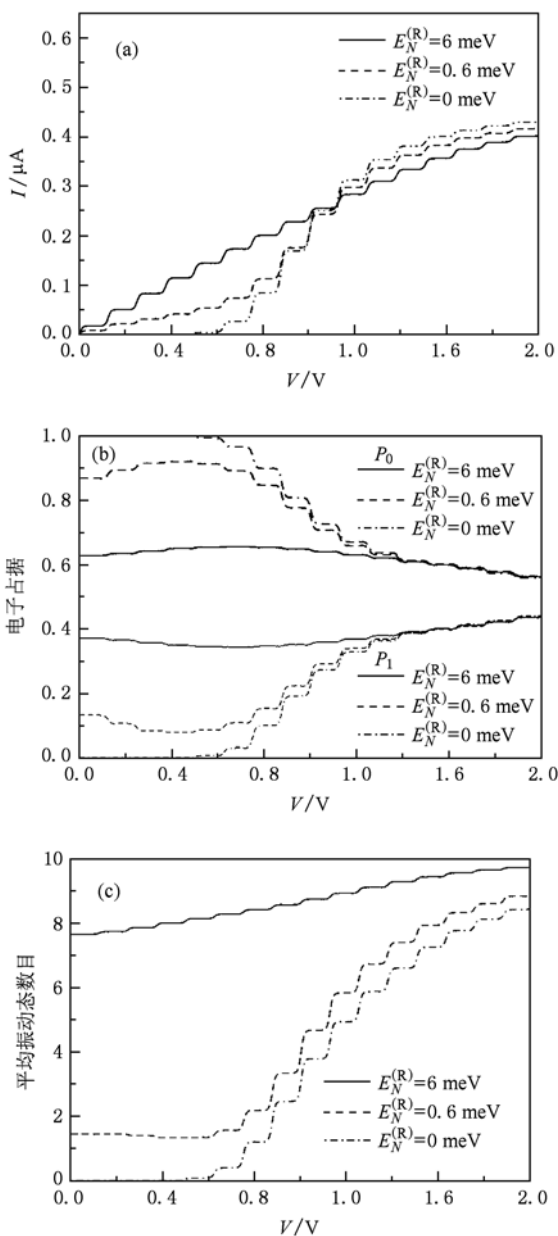 (a)
E_N^(R)=6 meV
E_N^(R)=0.6 meV
E_N^(R)=0 meV
I/μA
0.6
0.5
0.4
0.3
0.2
0.1
0.0
0.0 0.4 0.8 1.0 1.6 2.0
V/V
(b)
P_0
E_N^(R)=6 meV
E_N^(R)=0.6 meV
E_N^(R)=0 meV
电子占据
1.0
0.8
0.6
0.4
0.2
0.0
P_1
E_N^(R)=6 meV
E_N^(R)=0.6 meV
E_N^(R)=0 meV
0.0 0.4 0.8 1.0 1.6 2.0
V/V
(c)
平均振动态数目
10
8
6
4
2
0
E_N^(R)=6 meV
E_N^(R)=0.6 meV
E_N^(R)=0 meV
0.0 0.4 0.8 1.0 1.6 2.0
V/V